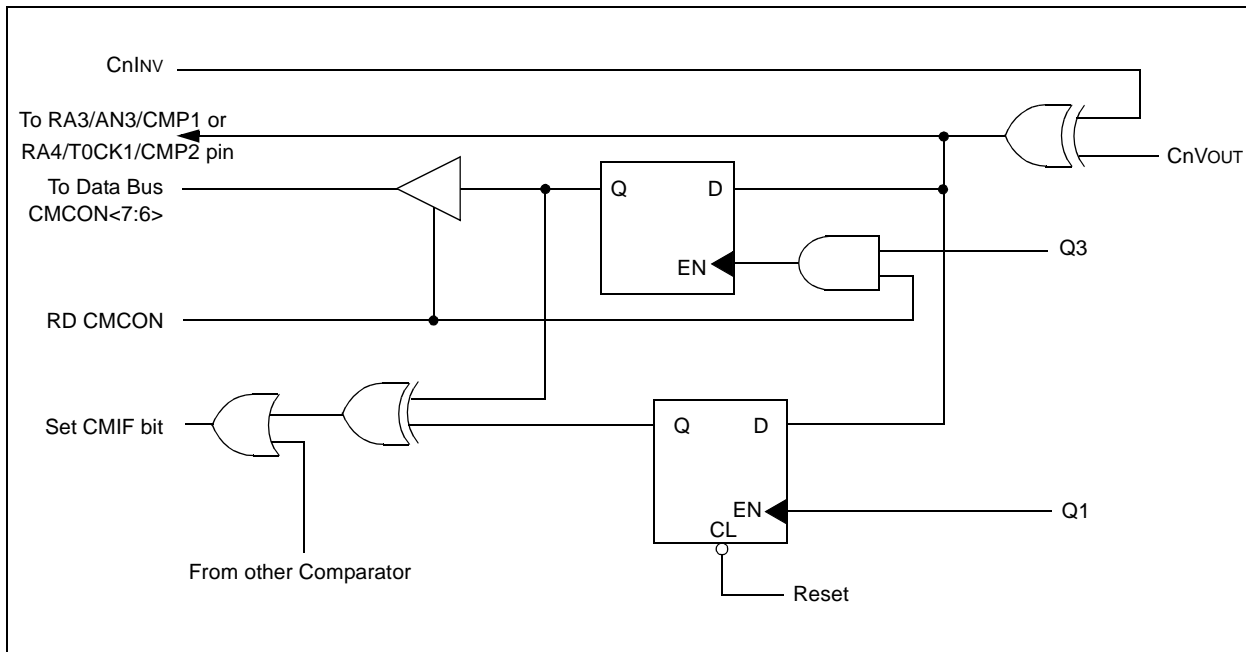 CnINV
To RA3/AN3/CMP1 or
RA4/T0CK1/CMP2 pin
CnVOUT
To Data Bus
CMCON<7:6>
Q
D
EN
Q3
RD CMCON
Set CMIF bit
Q
D
EN
CL
Q1
From other Comparator
Reset